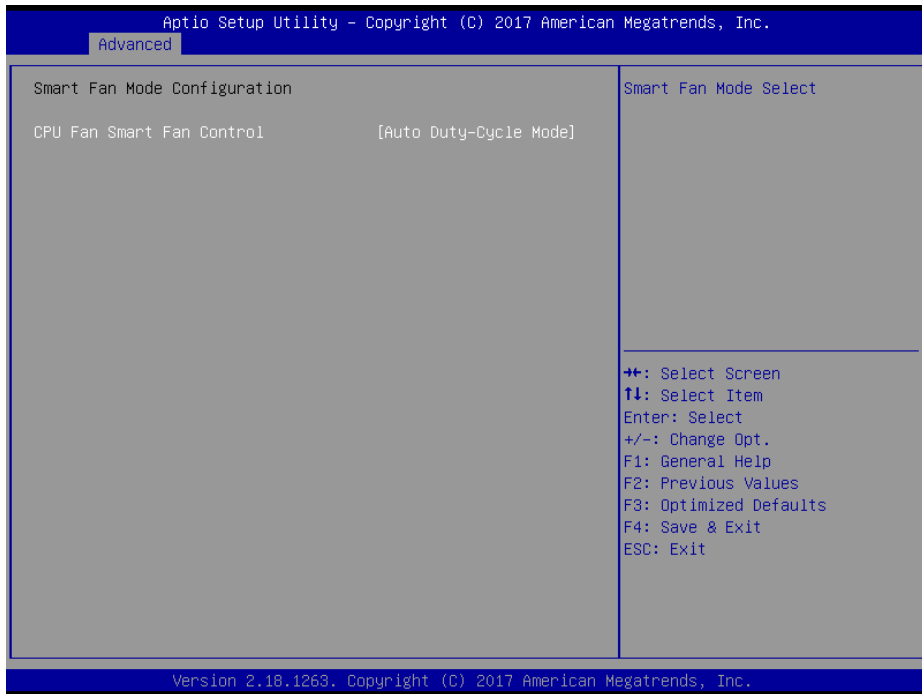 Aptio Setup Utility – Copyright (C) 2017 American Megatrends, Inc.
Advanced
Smart Fan Mode Configuration
CPU Fan Smart Fan Control [Auto Duty-Cycle Mode]
Smart Fan Mode Select
→←: Select Screen
↑↓: Select Item
Enter: Select
+/-: Change Opt.
F1: General Help
F2: Previous Values
F3: Optimized Defaults
F4: Save & Exit
ESC: Exit
Version 2.18.1263. Copyright (C) 2017 American Megatrends, Inc.